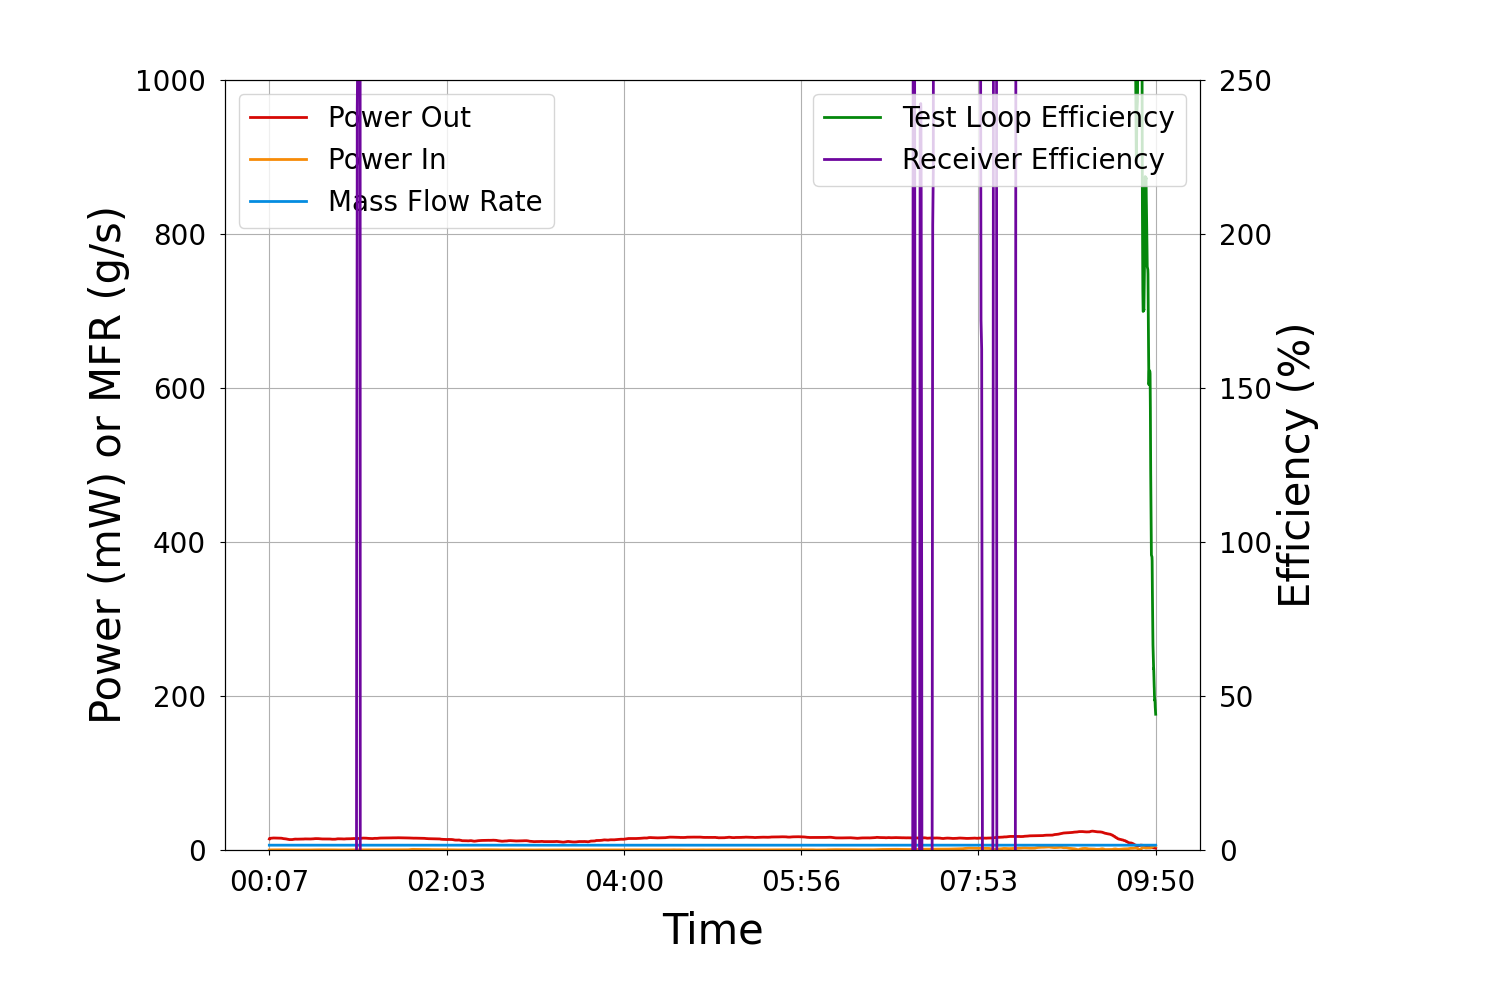 1000
800
600
400
200
0
Power (mW) or MFR (g/s)
Power Out
Power In
Mass Flow Rate
Test Loop Efficiency
Receiver Efficiency
250
200
150
100
50
0
Efficiency (%)
00:07 02:03 04:00 05:56 07:53 09:50
Time